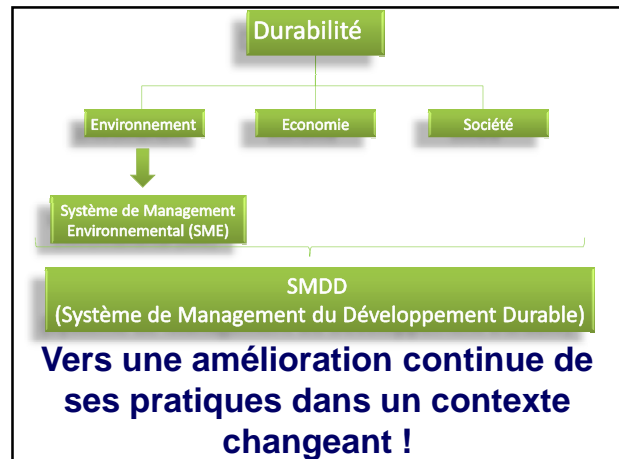 Durabilité
Environnement
Economie
Société
Système de Management
Environnemental (SME)
SMDD
(Système de Management du Développement Durable)
Vers une amélioration continue de
ses pratiques dans un contexte
changeant !